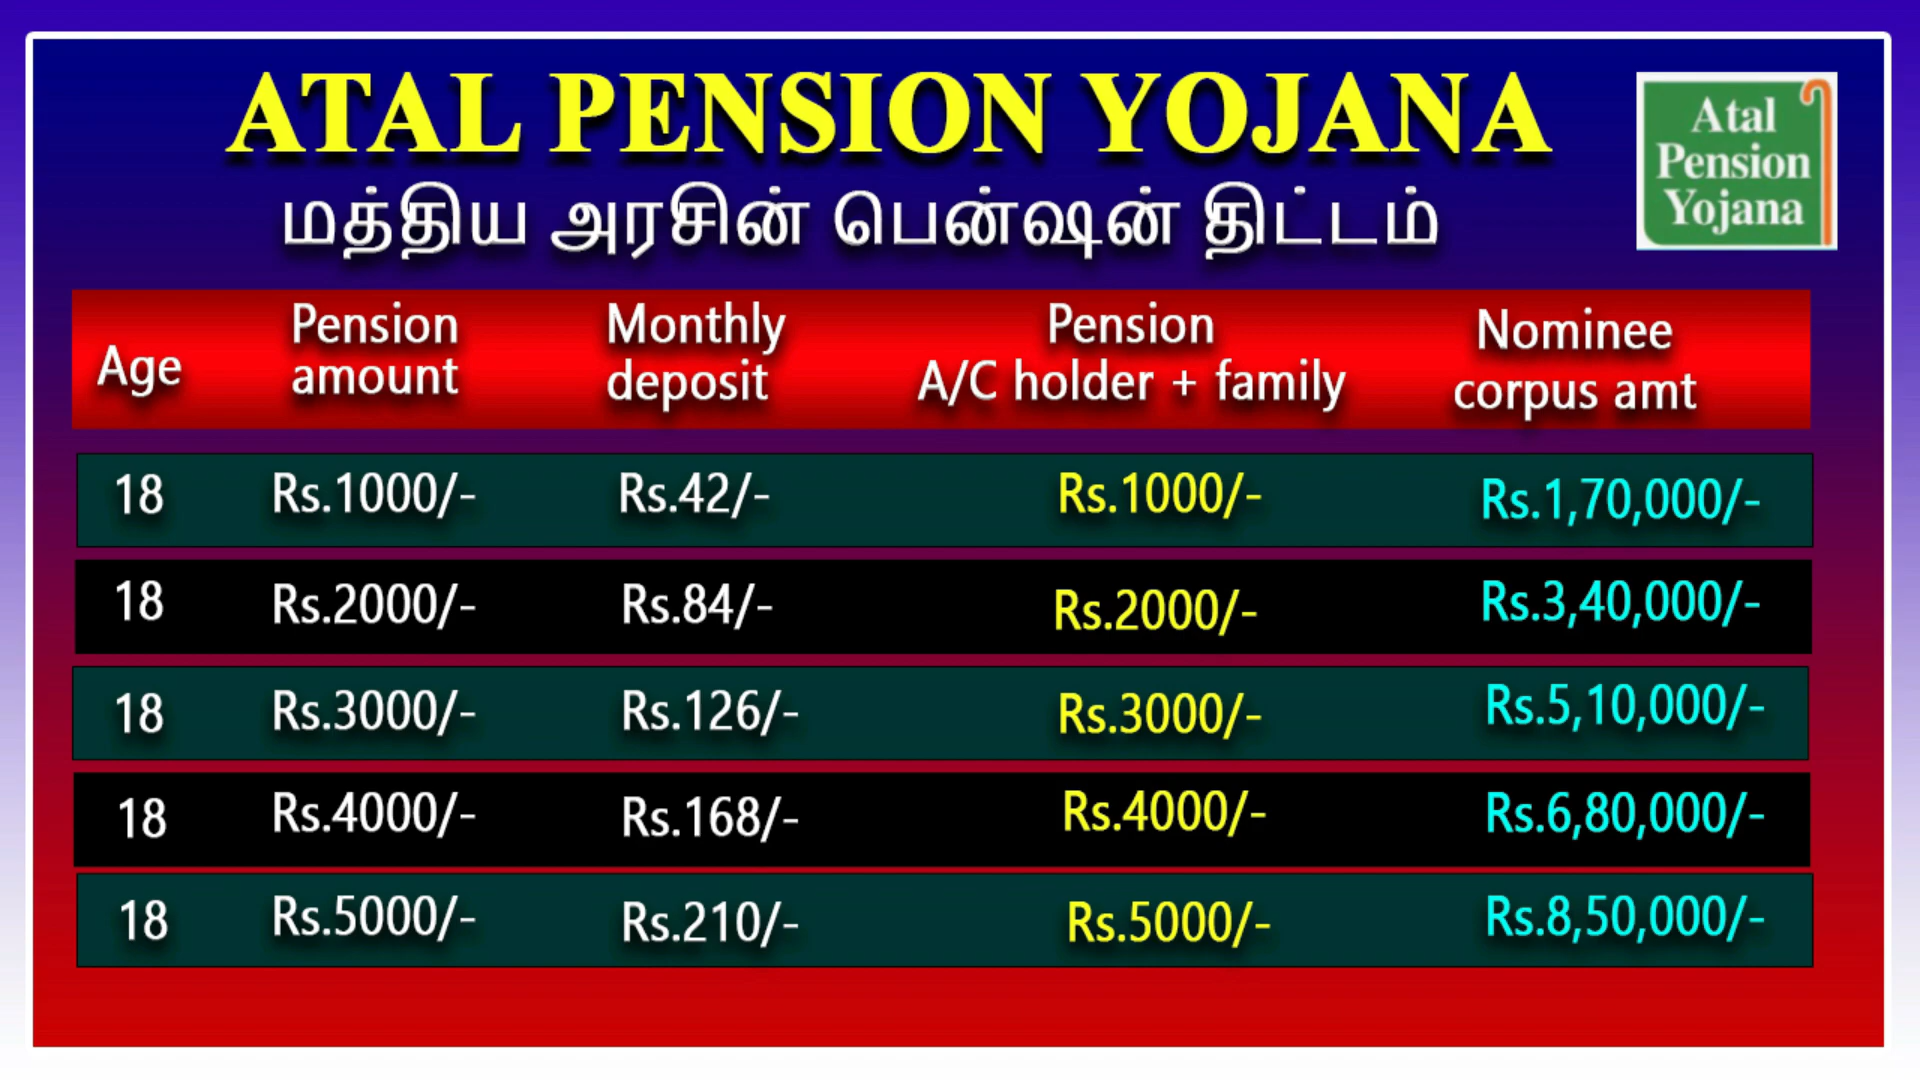 ATAL PENSION YOJANA
மத்திய அரசின் பென்ஷன் திட்டம்
Atal
Pension
Yojana
Age Pension amount Monthly deposit Pension A/C holder + family Nominee corpus amt
18 Rs.1000/- Rs.42/- Rs.1000/- Rs.1,70,000/-
18 Rs.2000/- Rs.84/- Rs.2000/- Rs.3,40,000/-
18 Rs.3000/- Rs.126/- Rs.3000/- Rs.5,10,000/-
18 Rs.4000/- Rs.168/- Rs.4000/- Rs.6,80,000/-
18 Rs.5000/- Rs.210/- Rs.5000/- Rs.8,50,000/-